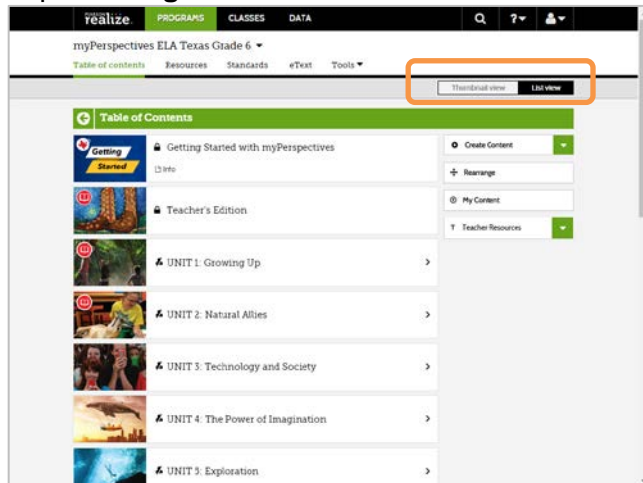 PEARSON
realize.
PROGRAMS CLASSES DATA ?
myPerspectives ELA Texas Grade 6
Table of contents Resources Standards eText Tools
Thumbnail view List view
Table of Contents
Getting Started
Getting Started with myPerspectives
Info
Teacher's Edition
UNIT 1: Growing Up
UNIT 2: Natural Allies
UNIT 3: Technology and Society
UNIT 4: The Power of Imagination
UNIT 5: Exploration
Create Content
Rearrange
My Content
T Teacher Resources